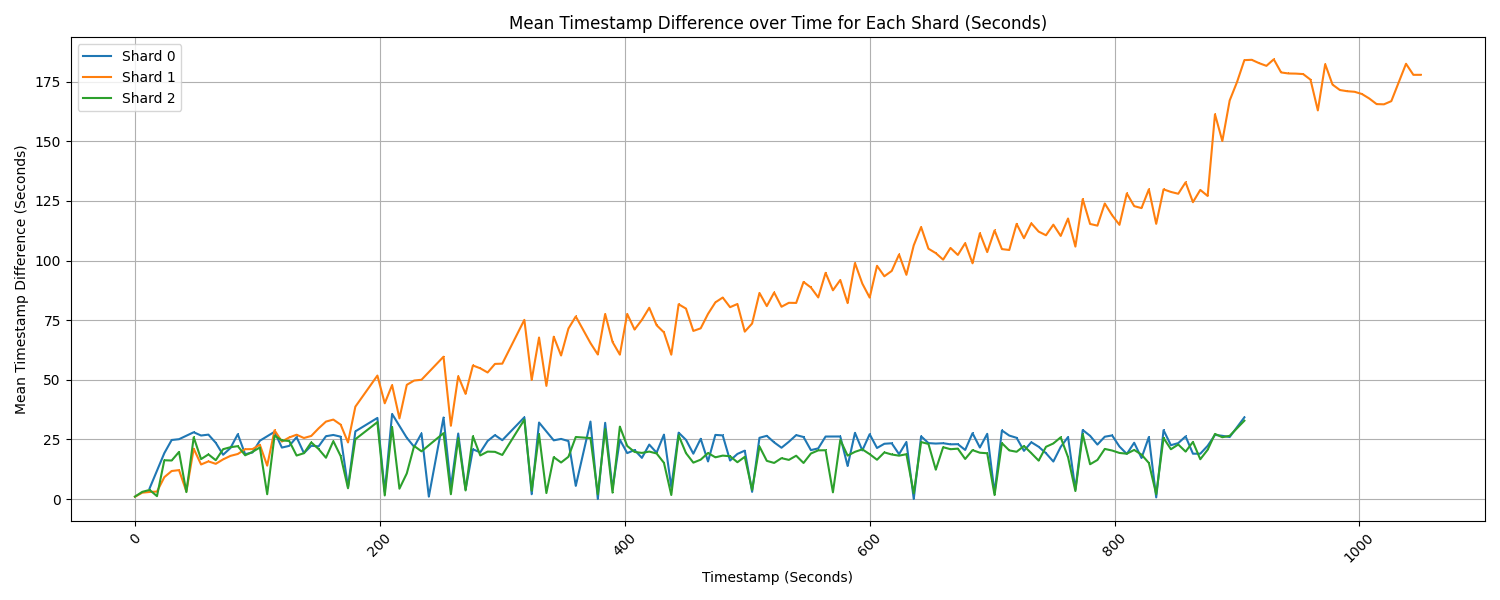 Mean Timestamp Difference over Time for Each Shard (Seconds)
Shard 0
Shard 1
Shard 2
Mean Timestamp Difference (Seconds)
175
150
125
100
75
50
25
0
0
200
400
600
800
1000
Timestamp (Seconds)